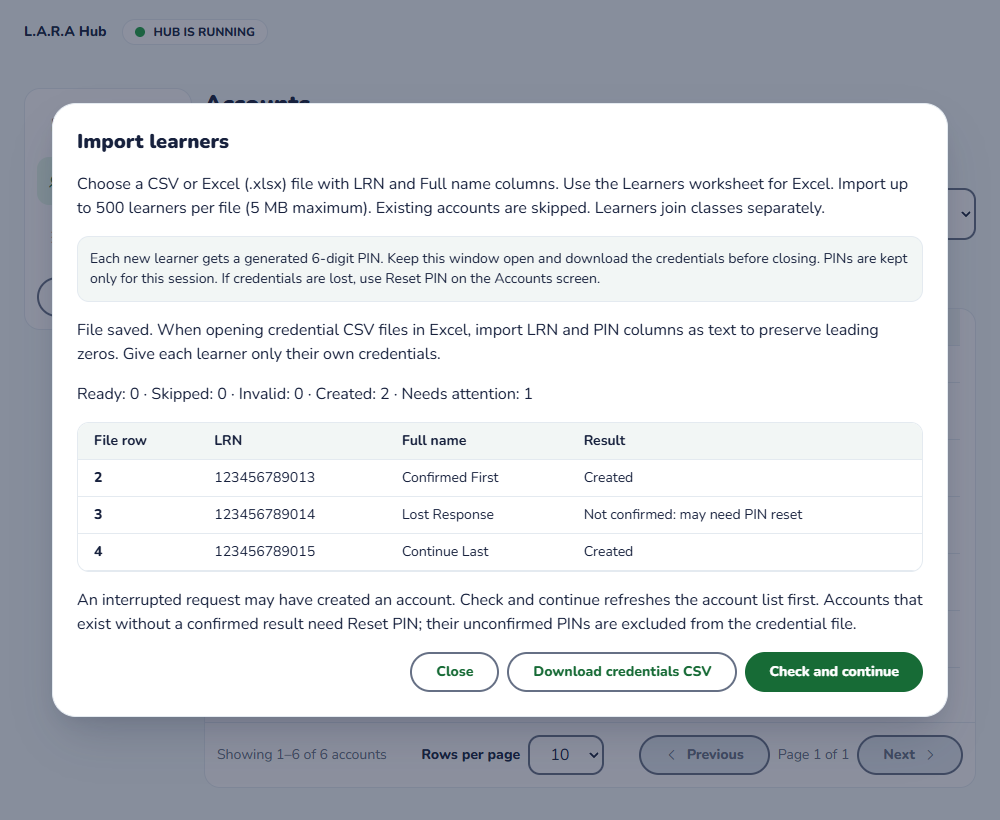 L.A.R.A Hub
HUB IS RUNNING
Accounts
Import learners
Choose a CSV or Excel (.xlsx) file with LRN and Full name columns. Use the Learners worksheet for Excel. Import up
to 500 learners per file (5 MB maximum). Existing accounts are skipped. Learners join classes separately.
Each new learner gets a generated 6-digit PIN. Keep this window open and download the credentials before closing. PINs are kept
only for this session. If credentials are lost, use Reset PIN on the Accounts screen.
File saved. When opening credential CSV files in Excel, import LRN and PIN columns as text to preserve leading
zeros. Give each learner only their own credentials.
Ready: 0 · Skipped: 0 · Invalid: 0 · Created: 2 · Needs attention: 1
File row LRN Full name Result
2 123456789013 Confirmed First Created
3 123456789014 Lost Response Not confirmed: may need PIN reset
4 123456789015 Continue Last Created
An interrupted request may have created an account. Check and continue refreshes the account list first. Accounts that
exist without a confirmed result need Reset PIN; their unconfirmed PINs are excluded from the credential file.
Close Download credentials CSV Check and continue
Showing 1–6 of 6 accounts Rows per page 10 Previous Page 1 of 1 Next